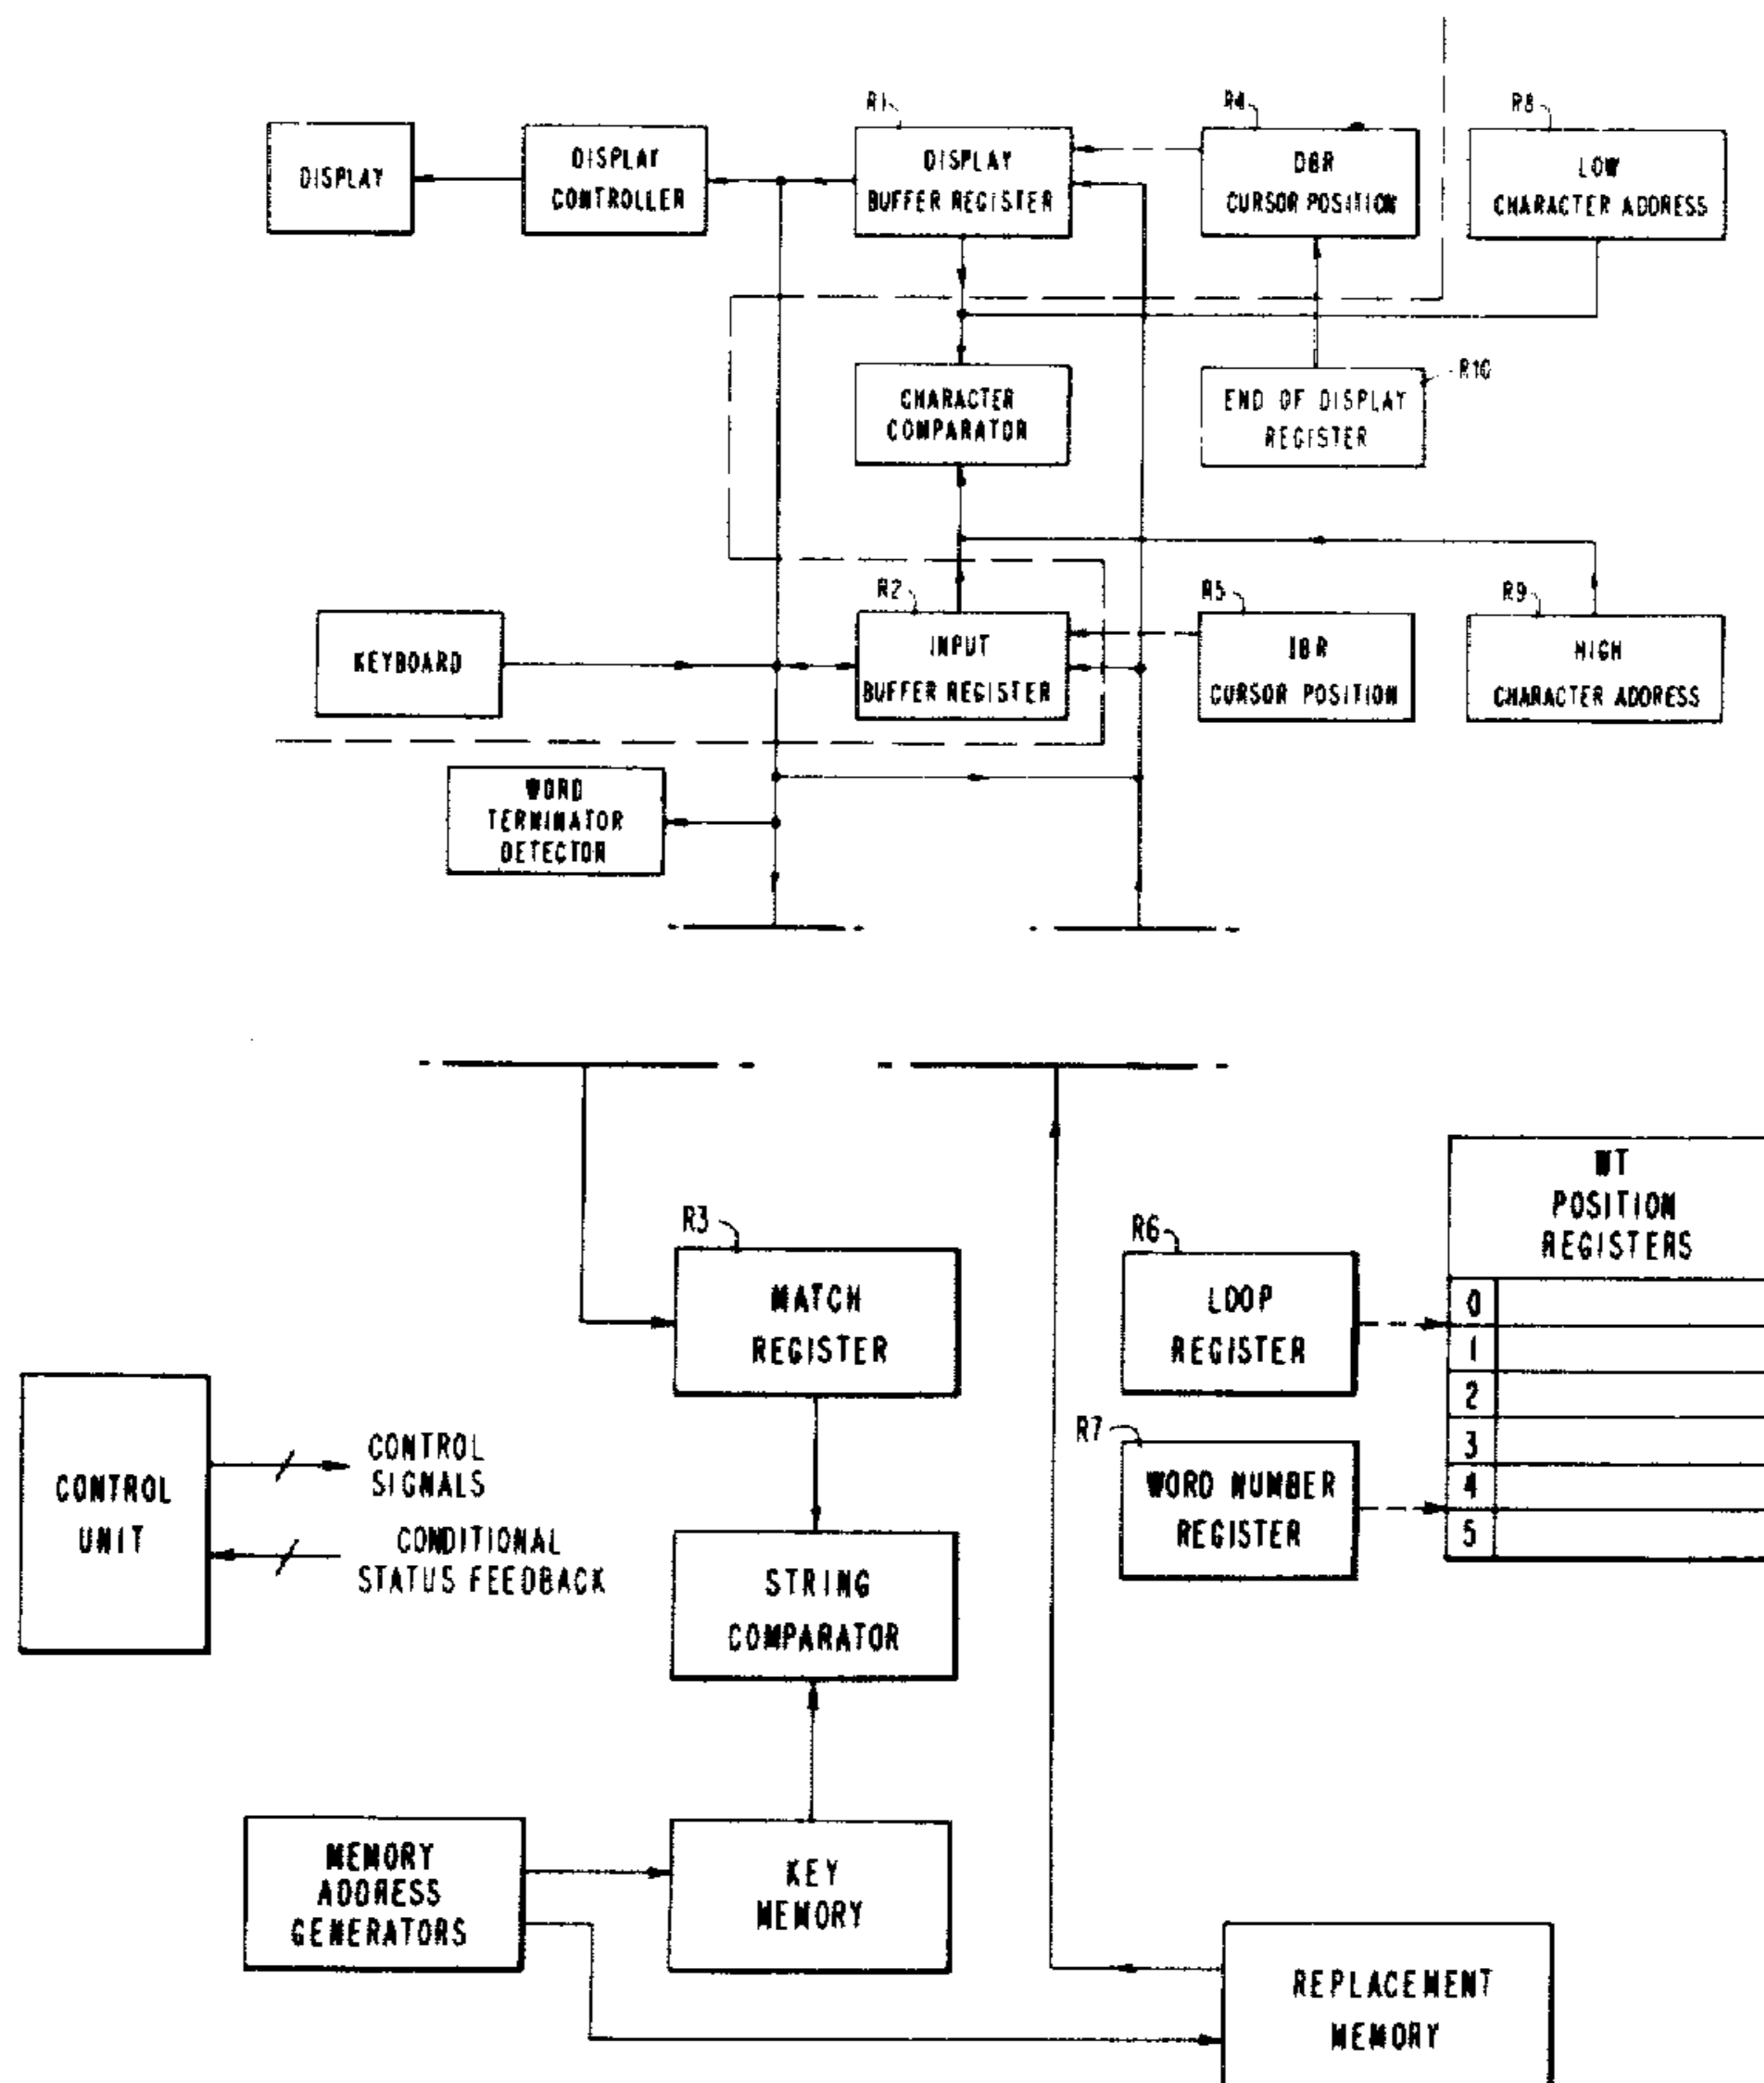 R1
R4
R8
DISPLAY
DISPLAY
CONTROLLER
DISPLAY
BUFFER REGISTER
DBR
CURSOR POSITION
LOW
CHARACTER ADDRESS
CHARACTER
COMPARATOR
END OF DISPLAY
REGISTER
R10
R2
R5
R9
KEYBOARD
INPUT
BUFFER REGISTER
IBR
CURSOR POSITION
HIGH
CHARACTER ADDRESS
WORD
TERMINATOR
DETECTOR
R3
MATCH
REGISTER
R6
LOOP
REGISTER
WT
POSITION
REGISTERS
0
1
2
3
4
5
R7
WORD NUMBER
REGISTER
CONTROL
UNIT
CONTROL
SIGNALS
CONDITIONAL
STATUS FEEDBACK
STRING
COMPARATOR
MEMORY
ADDRESS
GENERATORS
KEY
MEMORY
REPLACEMENT
MEMORY